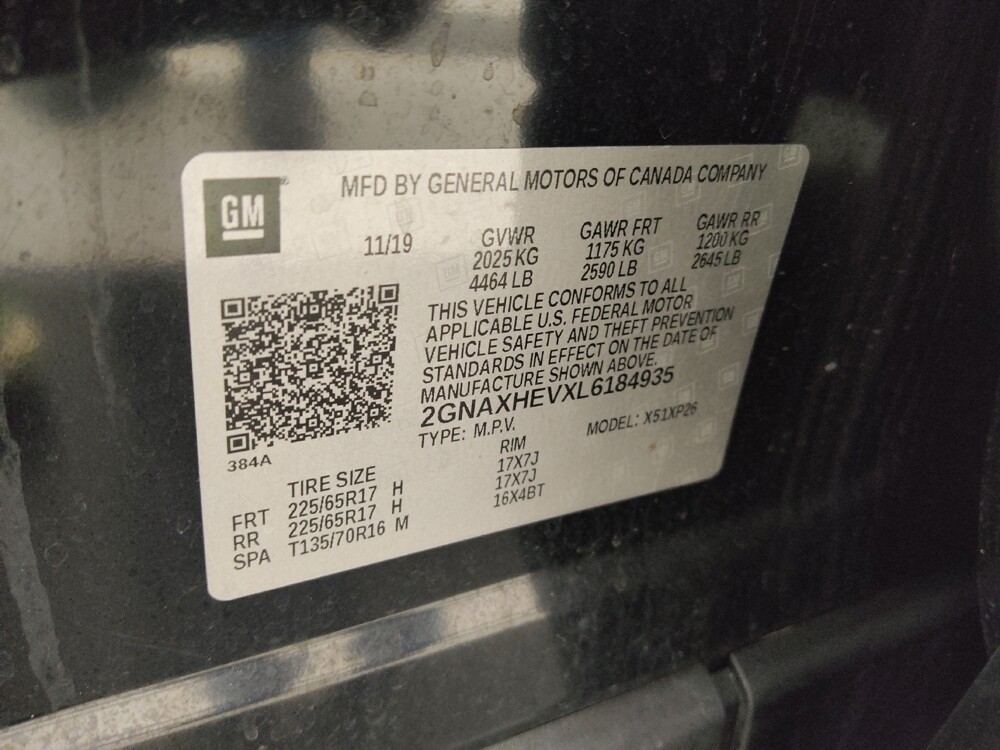 GM
MFD BY GENERAL MOTORS OF CANADA COMPANY
11/19
GVWR GAWR FRT GAWR RR
2025 KG 1175 KG 1200 KG
4464 LB 2590 LB 2645 LB
THIS VEHICLE CONFORMS TO ALL
APPLICABLE U.S. FEDERAL MOTOR
VEHICLE SAFETY AND THEFT PREVENTION
STANDARDS IN EFFECT ON THE DATE OF
MANUFACTURE SHOWN ABOVE.
2GNAXHEVXL6184935
TYPE: M.P.V. MODEL: X51XP26
384A
TIRE SIZE RIM
FRT 225/65R17 H 17X7J
RR 225/65R17 H 17X7J
SPA T135/70R16 M 16X4BT